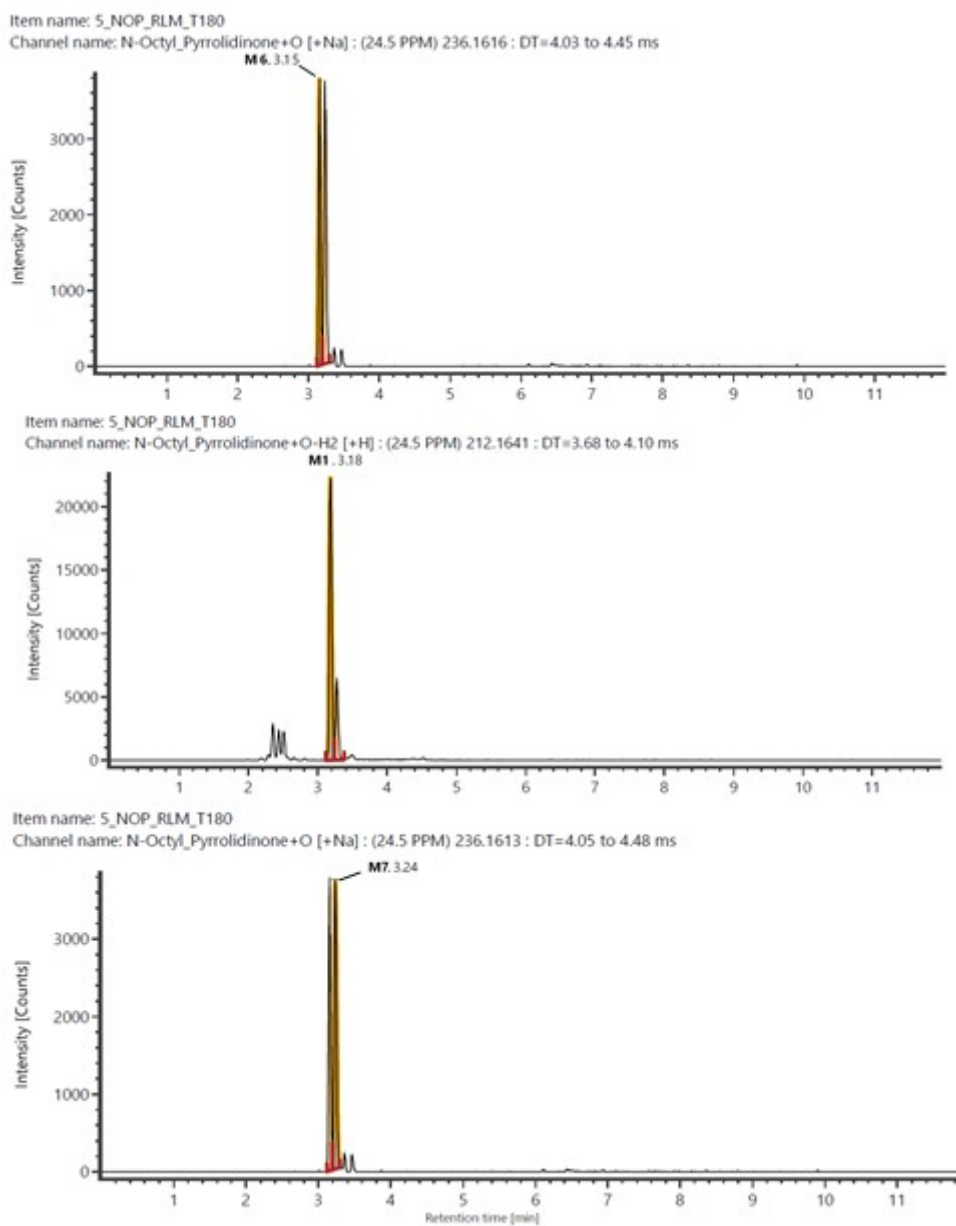 Item name: 5_NOP_RLM_T180
Channel name: N-Octyl_Pyrrolidinone+O [+Na] : (24.5 PPM) 236.1616 : DT=4.03 to 4.45 ms
M6. 3.15
Intensity [Counts]
3000
2000
1000
0
1 2 3 4 5 6 7 8 9 10 11
Item name: 5_NOP_RLM_T180
Channel name: N-Octyl_Pyrrolidinone+O-H2 [+H] : (24.5 PPM) 212.1641 : DT=3.68 to 4.10 ms
M1. 3.18
Intensity [Counts]
20000
15000
10000
5000
0
1 2 3 4 5 6 7 8 9 10 11
Item name: 5_NOP_RLM_T180
Channel name: N-Octyl_Pyrrolidinone+O [+Na] : (24.5 PPM) 236.1613 : DT=4.05 to 4.48 ms
M7. 3.24
Intensity [Counts]
3000
2000
1000
0
1 2 3 4 5 6 7 8 9 10 11
Retention time [min]